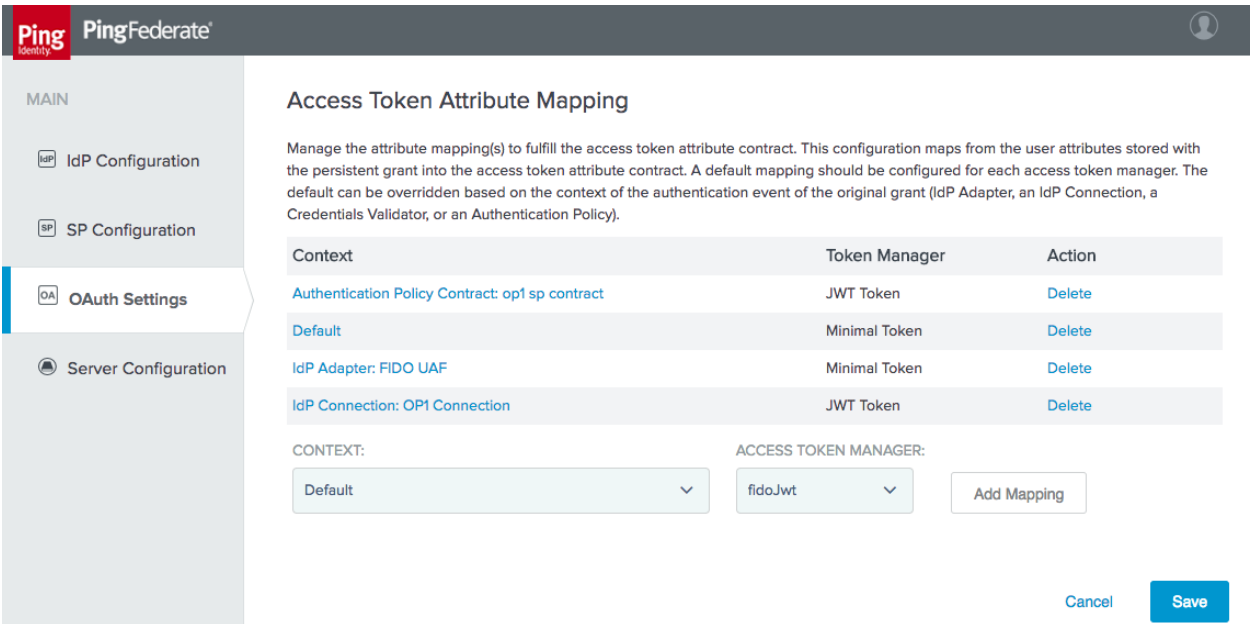 Ping
Identity.
PingFederate®
MAIN
IdP
IdP Configuration
SP
SP Configuration
OA
OAuth Settings
Server Configuration
Access Token Attribute Mapping
Manage the attribute mapping(s) to fulfill the access token attribute contract. This configuration maps from the user attributes stored with
the persistent grant into the access token attribute contract. A default mapping should be configured for each access token manager. The
default can be overridden based on the context of the authentication event of the original grant (IdP Adapter, an IdP Connection, a
Credentials Validator, or an Authentication Policy).
Context Token Manager Action
Authentication Policy Contract: op1 sp contract JWT Token Delete
Default Minimal Token Delete
IdP Adapter: FIDO UAF Minimal Token Delete
IdP Connection: OP1 Connection JWT Token Delete
CONTEXT: ACCESS TOKEN MANAGER:
Default fidoJwt Add Mapping
Cancel Save